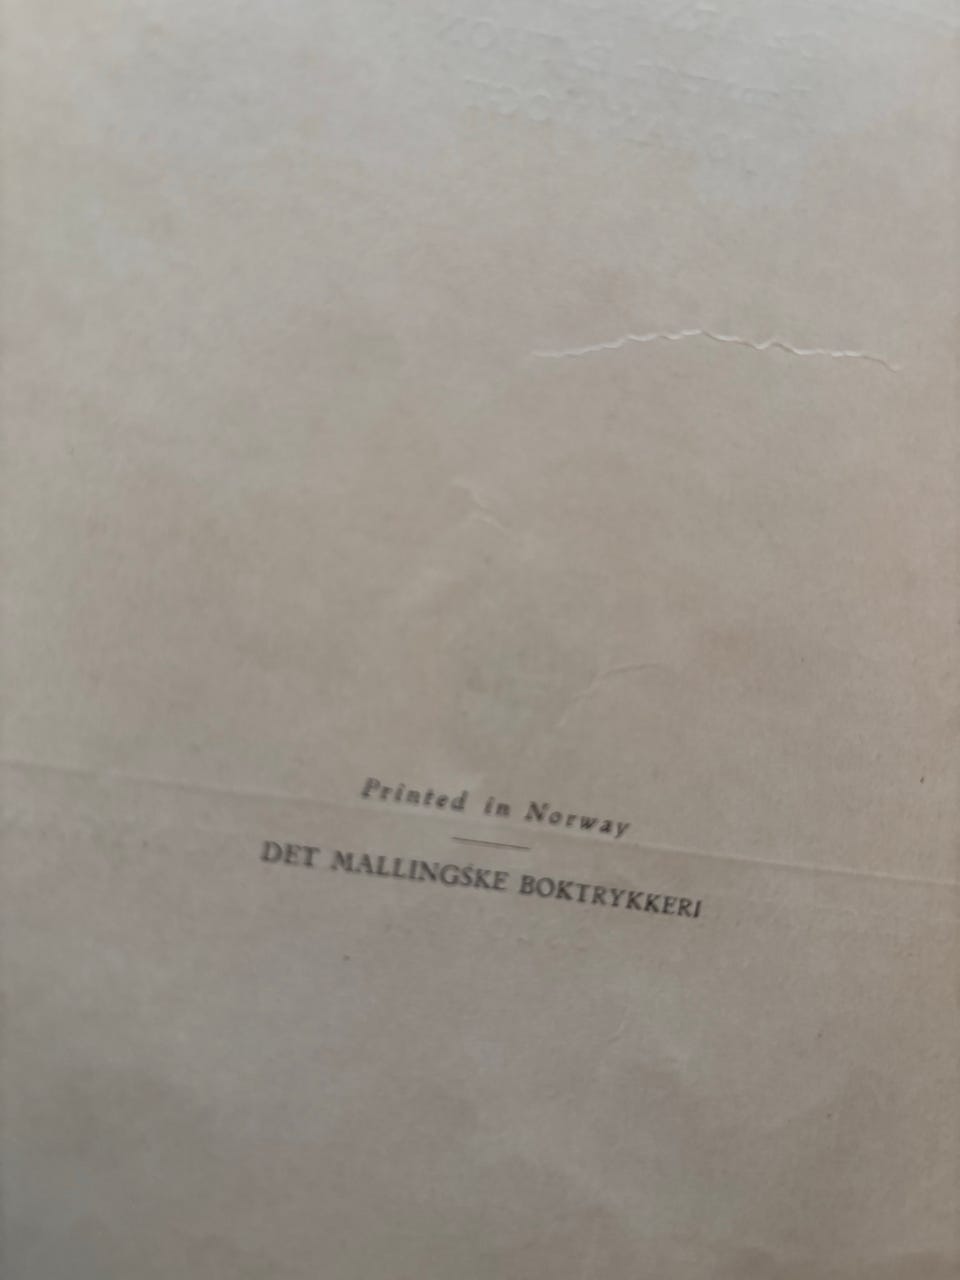 Printed in Norway
DET MALLINGSKE BOKTRYKKERI